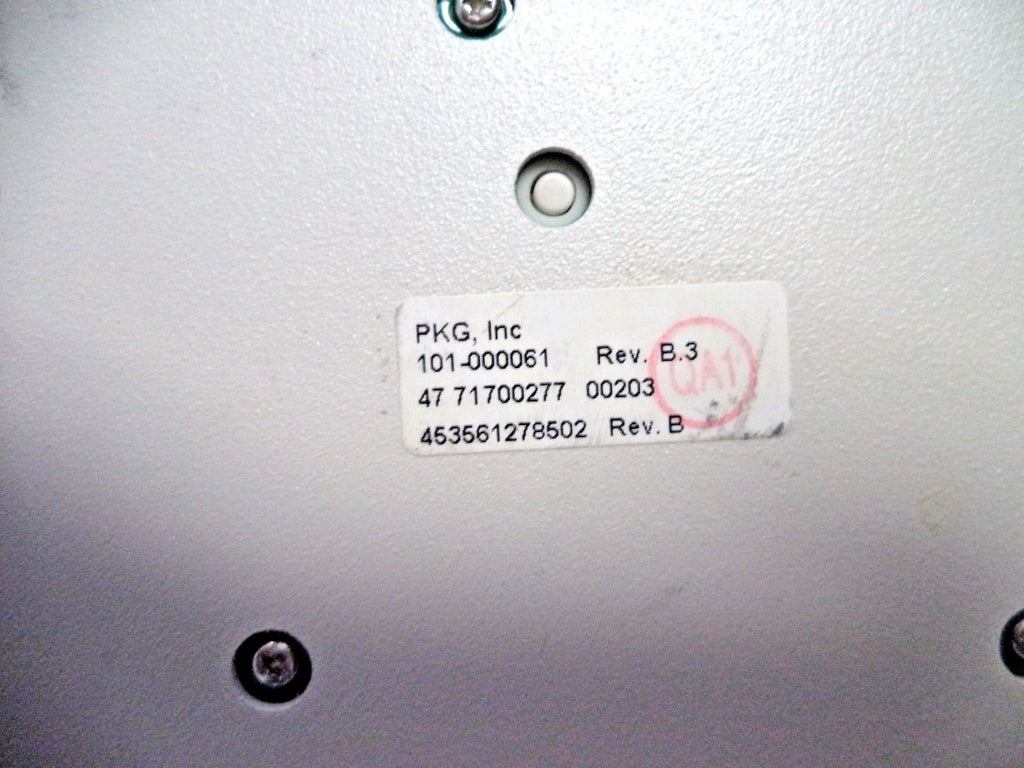 PKG, Inc
101-000061 Rev. B.3
47 71700277 00203
453561278502 Rev. B
QA1